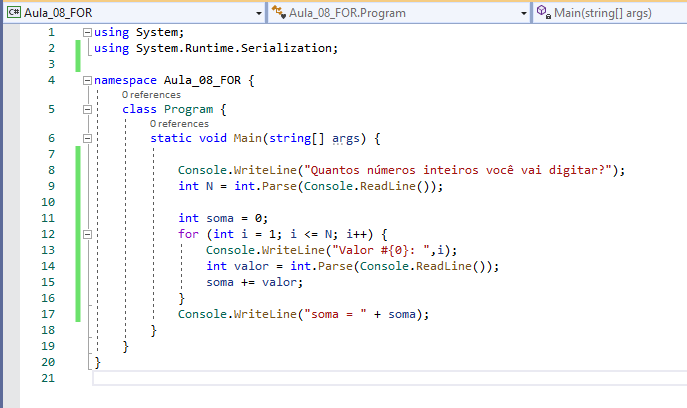 C# Aula_08_FOR Aula_08_FOR.Program Main(string[] args)
1 using System;
2 using System.Runtime.Serialization;
3
4 namespace Aula_08_FOR {
0 references
5 class Program {
0 references
6 static void Main(string[] args) {
7
8 Console.WriteLine("Quantos números inteiros você vai digitar?");
9 int N = int.Parse(Console.ReadLine());
10
11 int soma = 0;
12 for (int i = 1; i <= N; i++) {
13 Console.WriteLine("Valor #{0}: ",i);
14 int valor = int.Parse(Console.ReadLine());
15 soma += valor;
16 }
17 Console.WriteLine("soma = " + soma);
18 }
19 }
20 }
21